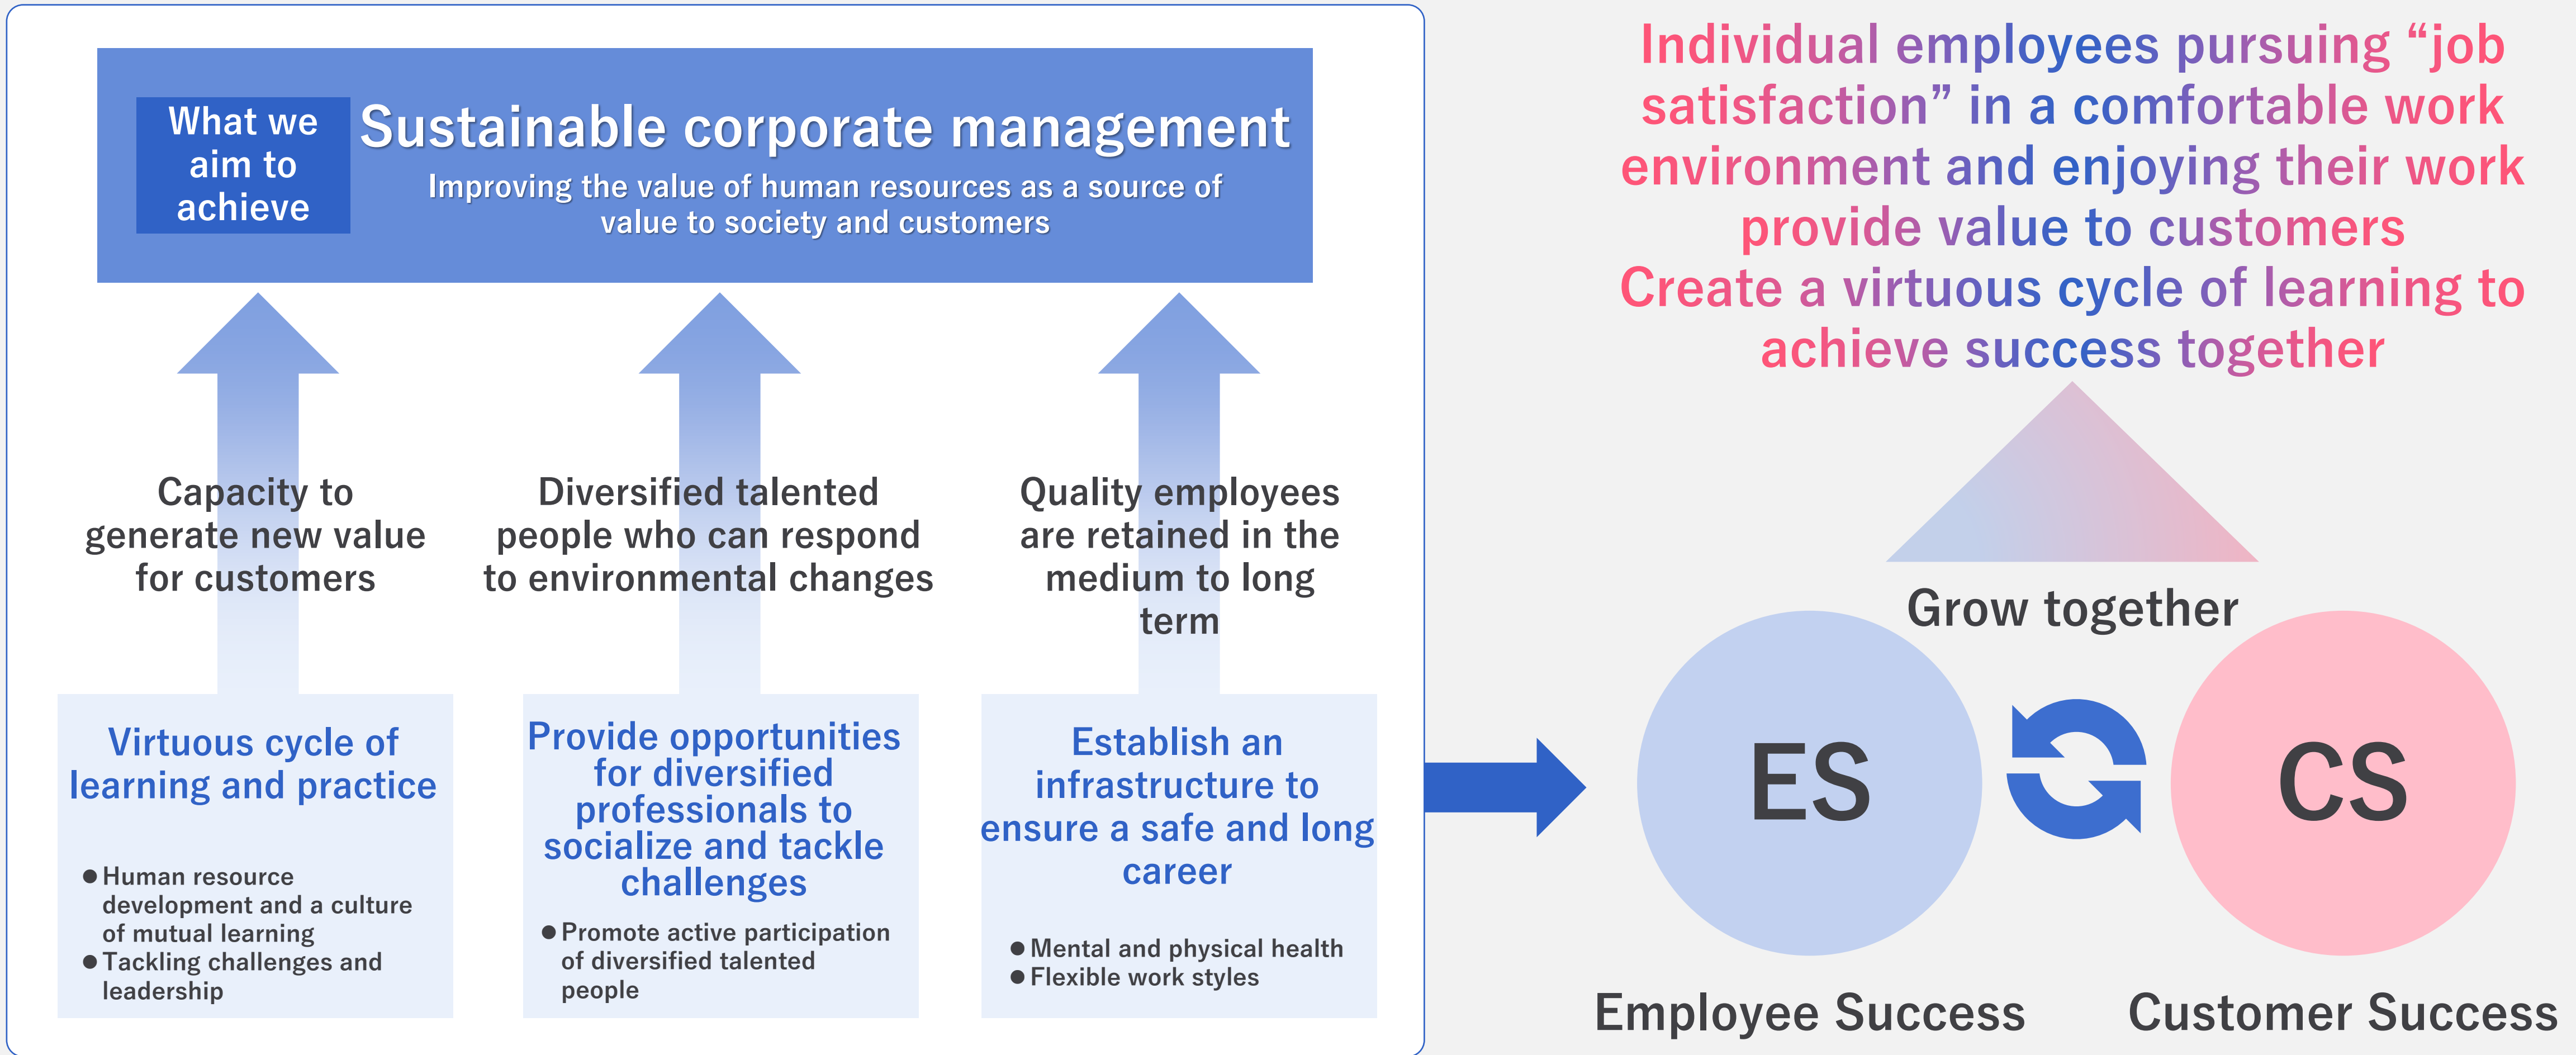 What we
aim to
achieve
Sustainable corporate management
Improving the value of human resources as a source of
value to society and customers
Capacity to
generate new value
for customers
Diversified talented
people who can respond
to environmental changes
Quality employees
are retained in the
medium to long
term
Virtuous cycle of
learning and practice
● Human resource
development and a culture
of mutual learning
● Tackling challenges and
leadership
Provide opportunities
for diversified
professionals to
socialize and tackle
challenges
● Promote active participation
of diversified talented
people
Establish an
infrastructure to
ensure a safe and long
career
● Mental and physical health
● Flexible work styles
Individual employees pursuing “job
satisfaction” in a comfortable work
environment and enjoying their work
provide value to customers
Create a virtuous cycle of learning to
achieve success together
Grow together
ES
CS
Employee Success
Customer Success